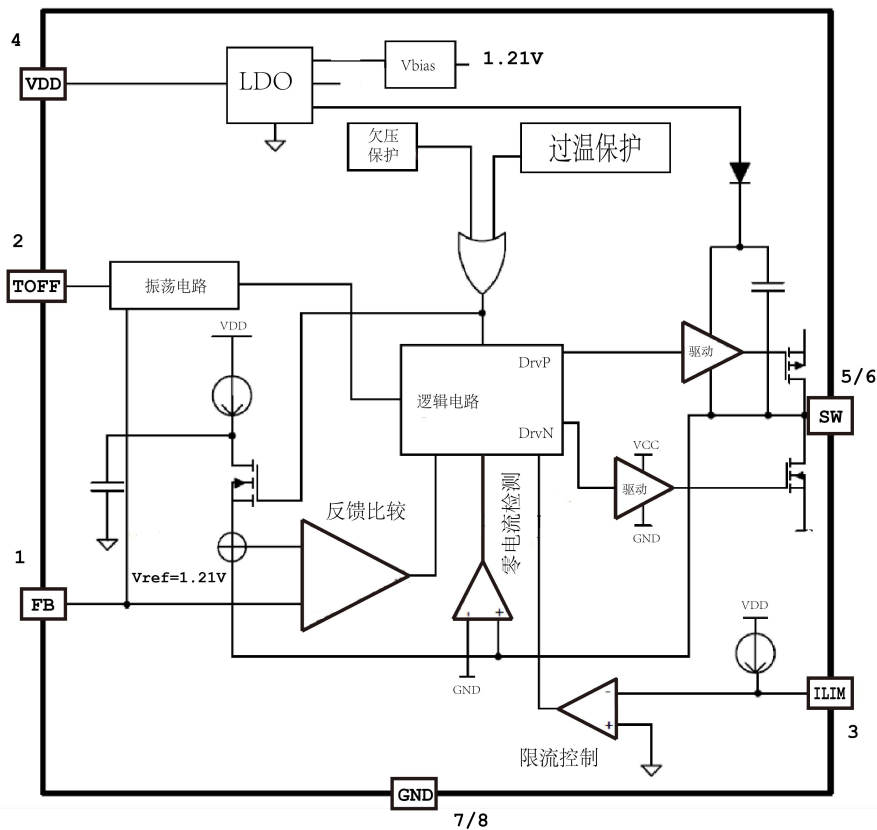 4
VDD
LDO
Vbias
1.21V
欠压
保护
过温保护
2
TOFF
振荡电路
VDD
DrvP
逻辑电路
DrvN
驱动
5/6
SW
VCC
驱动
GND
反馈比较
零电流检测
1
Vref=1.21V
FB
-
+
GND
VDD
ILIM
3
-
+
限流控制
GND
7/8